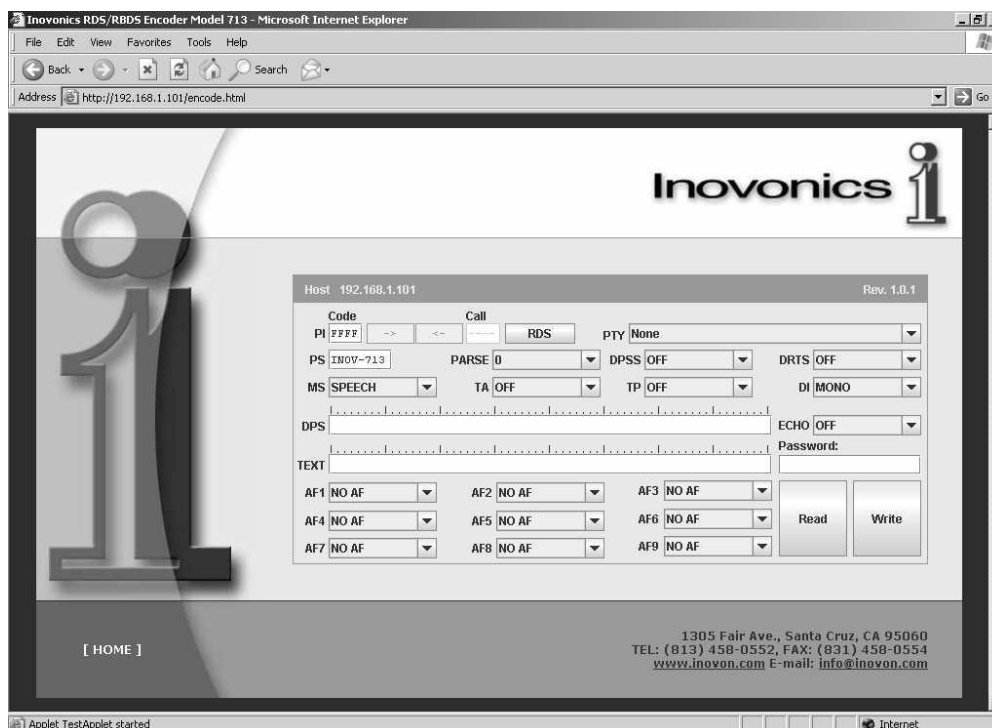 Inovonics RDS/RBDS Encoder Model 713 - Microsoft Internet Explorer
File Edit View Favorites Tools Help
Back Search
Address http://192.168.1.101/encode.html Go
Inovonics
Host 192.168.1.101 Rev. 1.0.1
Code Call
PI FFFF -> <- ---- RDS PTY None
PS INOV-713 PARSE 0 DPSS OFF DRTS OFF
MS SPEECH TA OFF TP OFF DI MONO
DPS ECHO OFF
Password:
TEXT
AF1 NO AF AF2 NO AF AF3 NO AF
AF4 NO AF AF5 NO AF AF6 NO AF Read Write
AF7 NO AF AF8 NO AF AF9 NO AF
[ HOME ]
1305 Fair Ave., Santa Cruz, CA 95060
TEL: (813) 458-0552, FAX: (831) 458-0554
www.inovon.com E-mail: info@inovon.com
Applet TestApplet started Internet